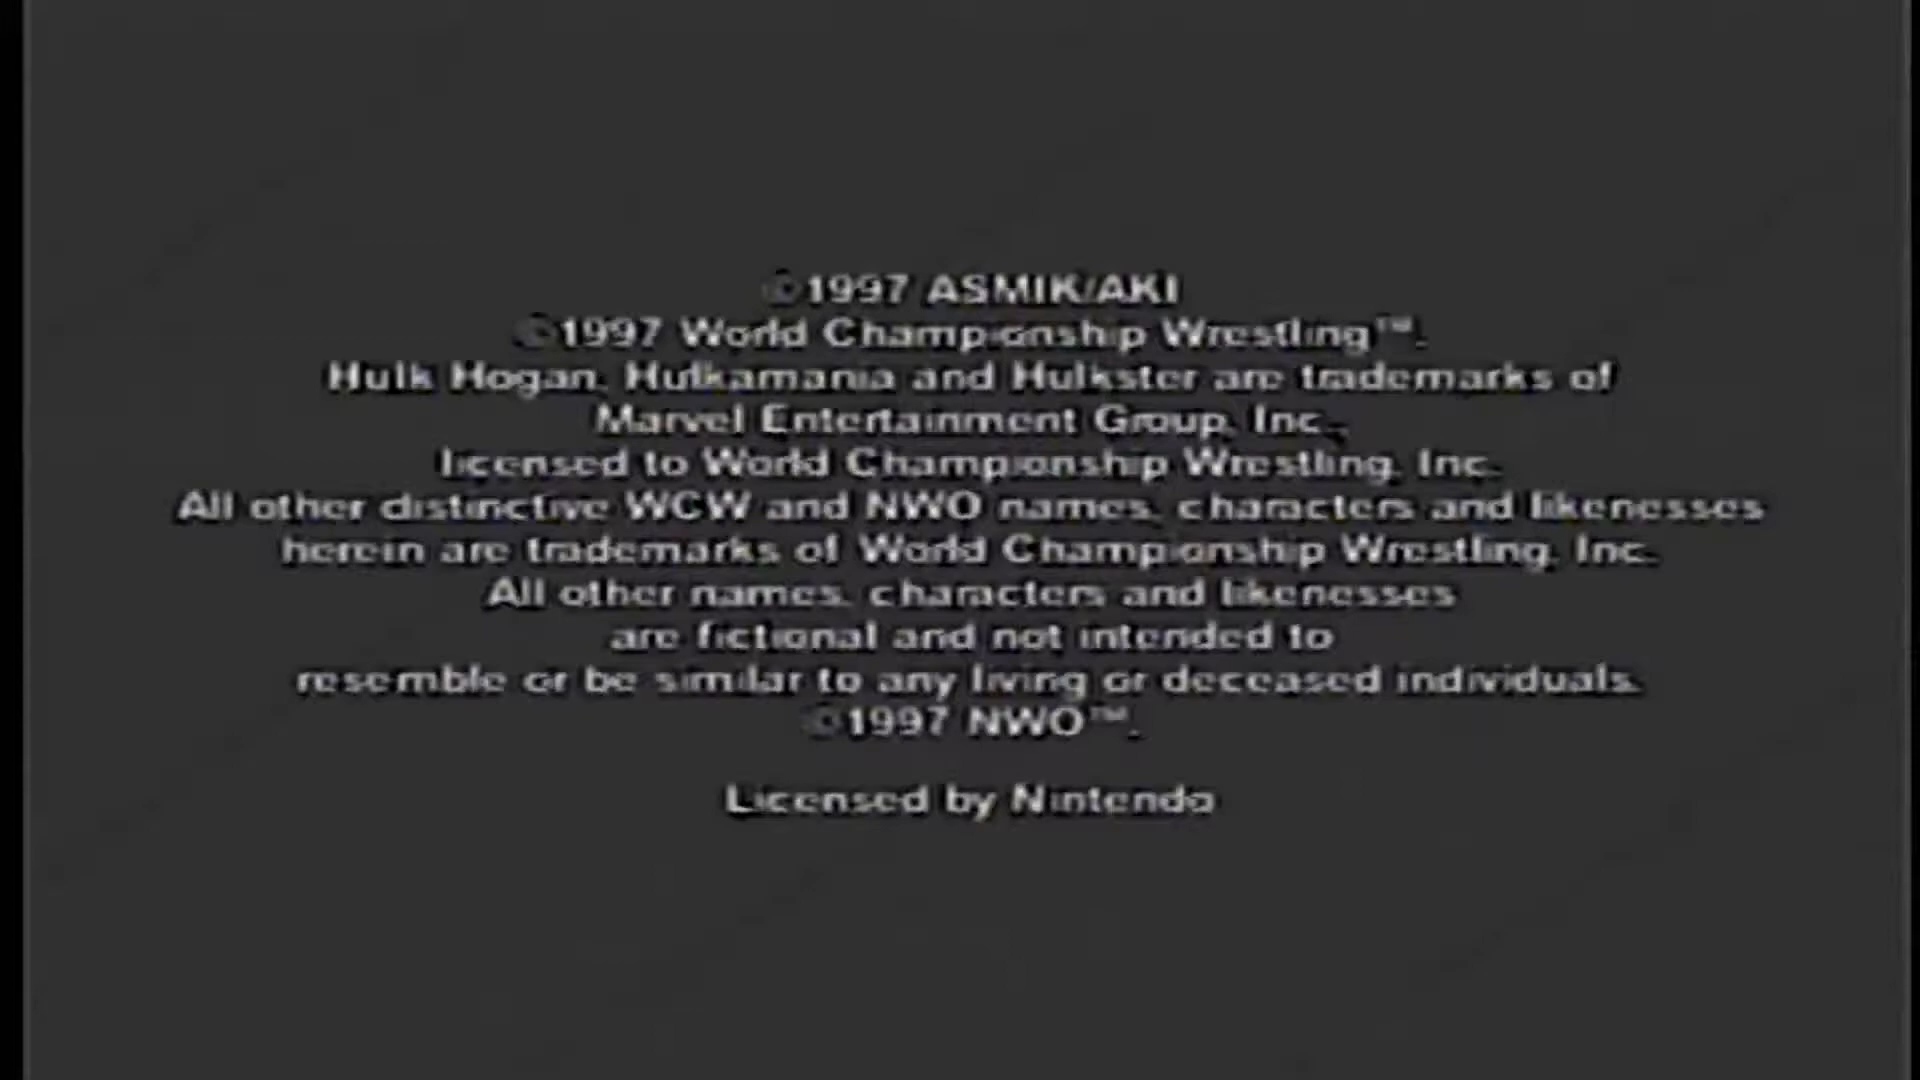 ©1997 ASMIK/AKI
©1997 World Championship Wrestling™.
Hulk Hogan, Hulkamania and Hulkster are trademarks of
Marvel Entertainment Group, Inc.,
licensed to World Championship Wrestling, Inc.
All other distinctive WCW and NWO names, characters and likenesses
herein are trademarks of World Championship Wrestling, Inc.
All other names, characters and likenesses
are fictional and not intended to
resemble or be similar to any living or deceased individuals.
©1997 NWO™.
Licensed by Nintendo